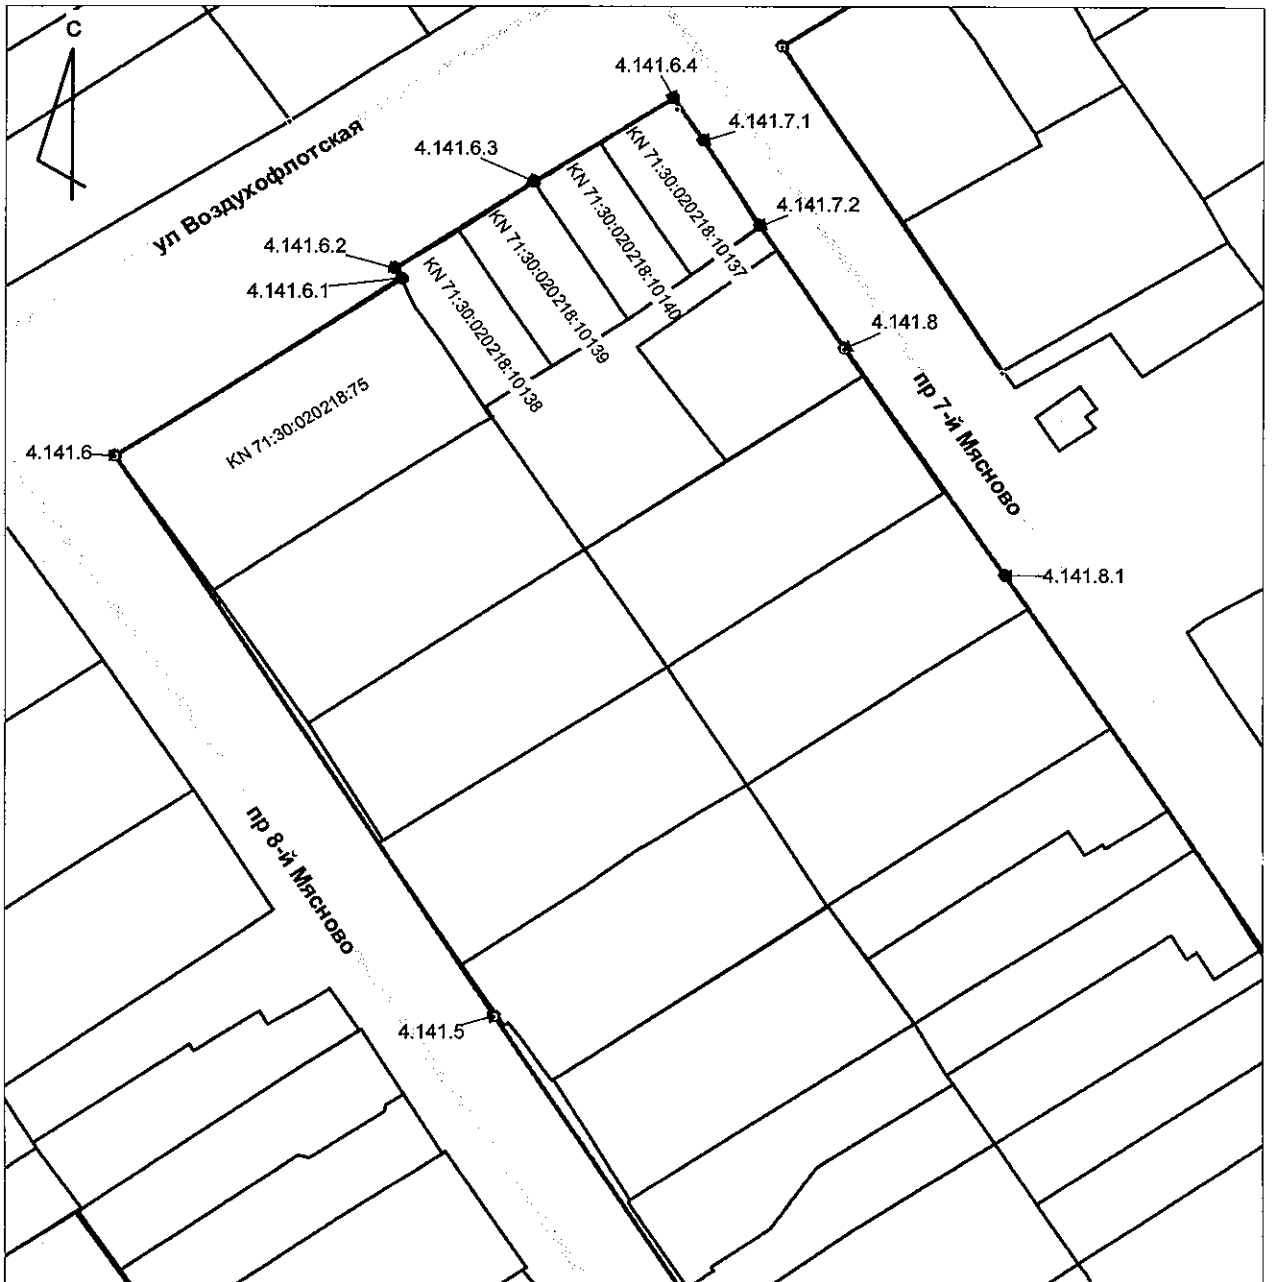 С
4.141.6.4
4.141.7.1
4.141.6.3
ул Воздухофлотская
KN 71:30:020218:10137
4.141.7.2
KN 71:30:020218:10140
4.141.6.2
KN 71:30:020218:10139
4.141.6.1
KN 71:30:020218:10138
4.141.8
пр 7-й Мясново
KN 71:30:020218:75
4.141.6
4.141.8.1
пр 8-й Мясново
4.141.5